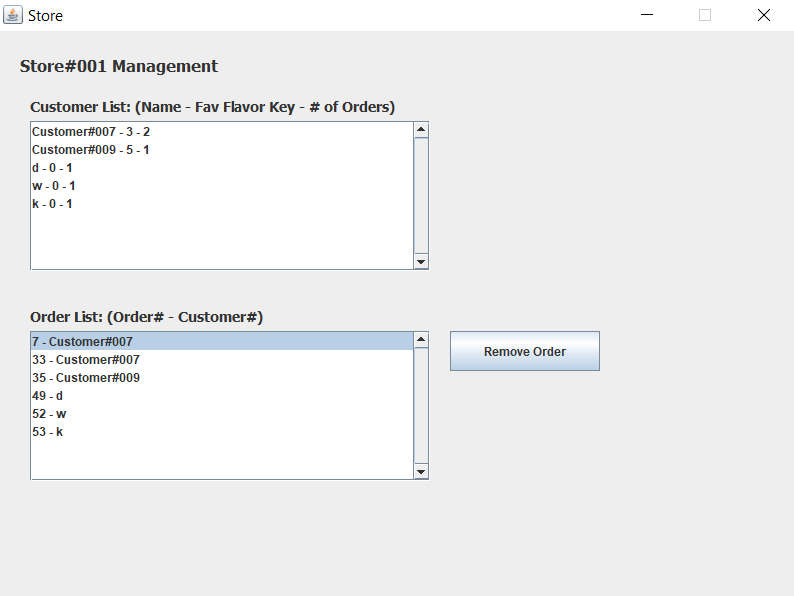 Store
Store#001 Management
Customer List: (Name - Fav Flavor Key - # of Orders)
Customer#007 - 3 - 2
Customer#009 - 5 - 1
d - 0 - 1
w - 0 - 1
k - 0 - 1
Order List: (Order# - Customer#)
7 - Customer#007
33 - Customer#007
35 - Customer#009
49 - d
52 - w
53 - k
Remove Order